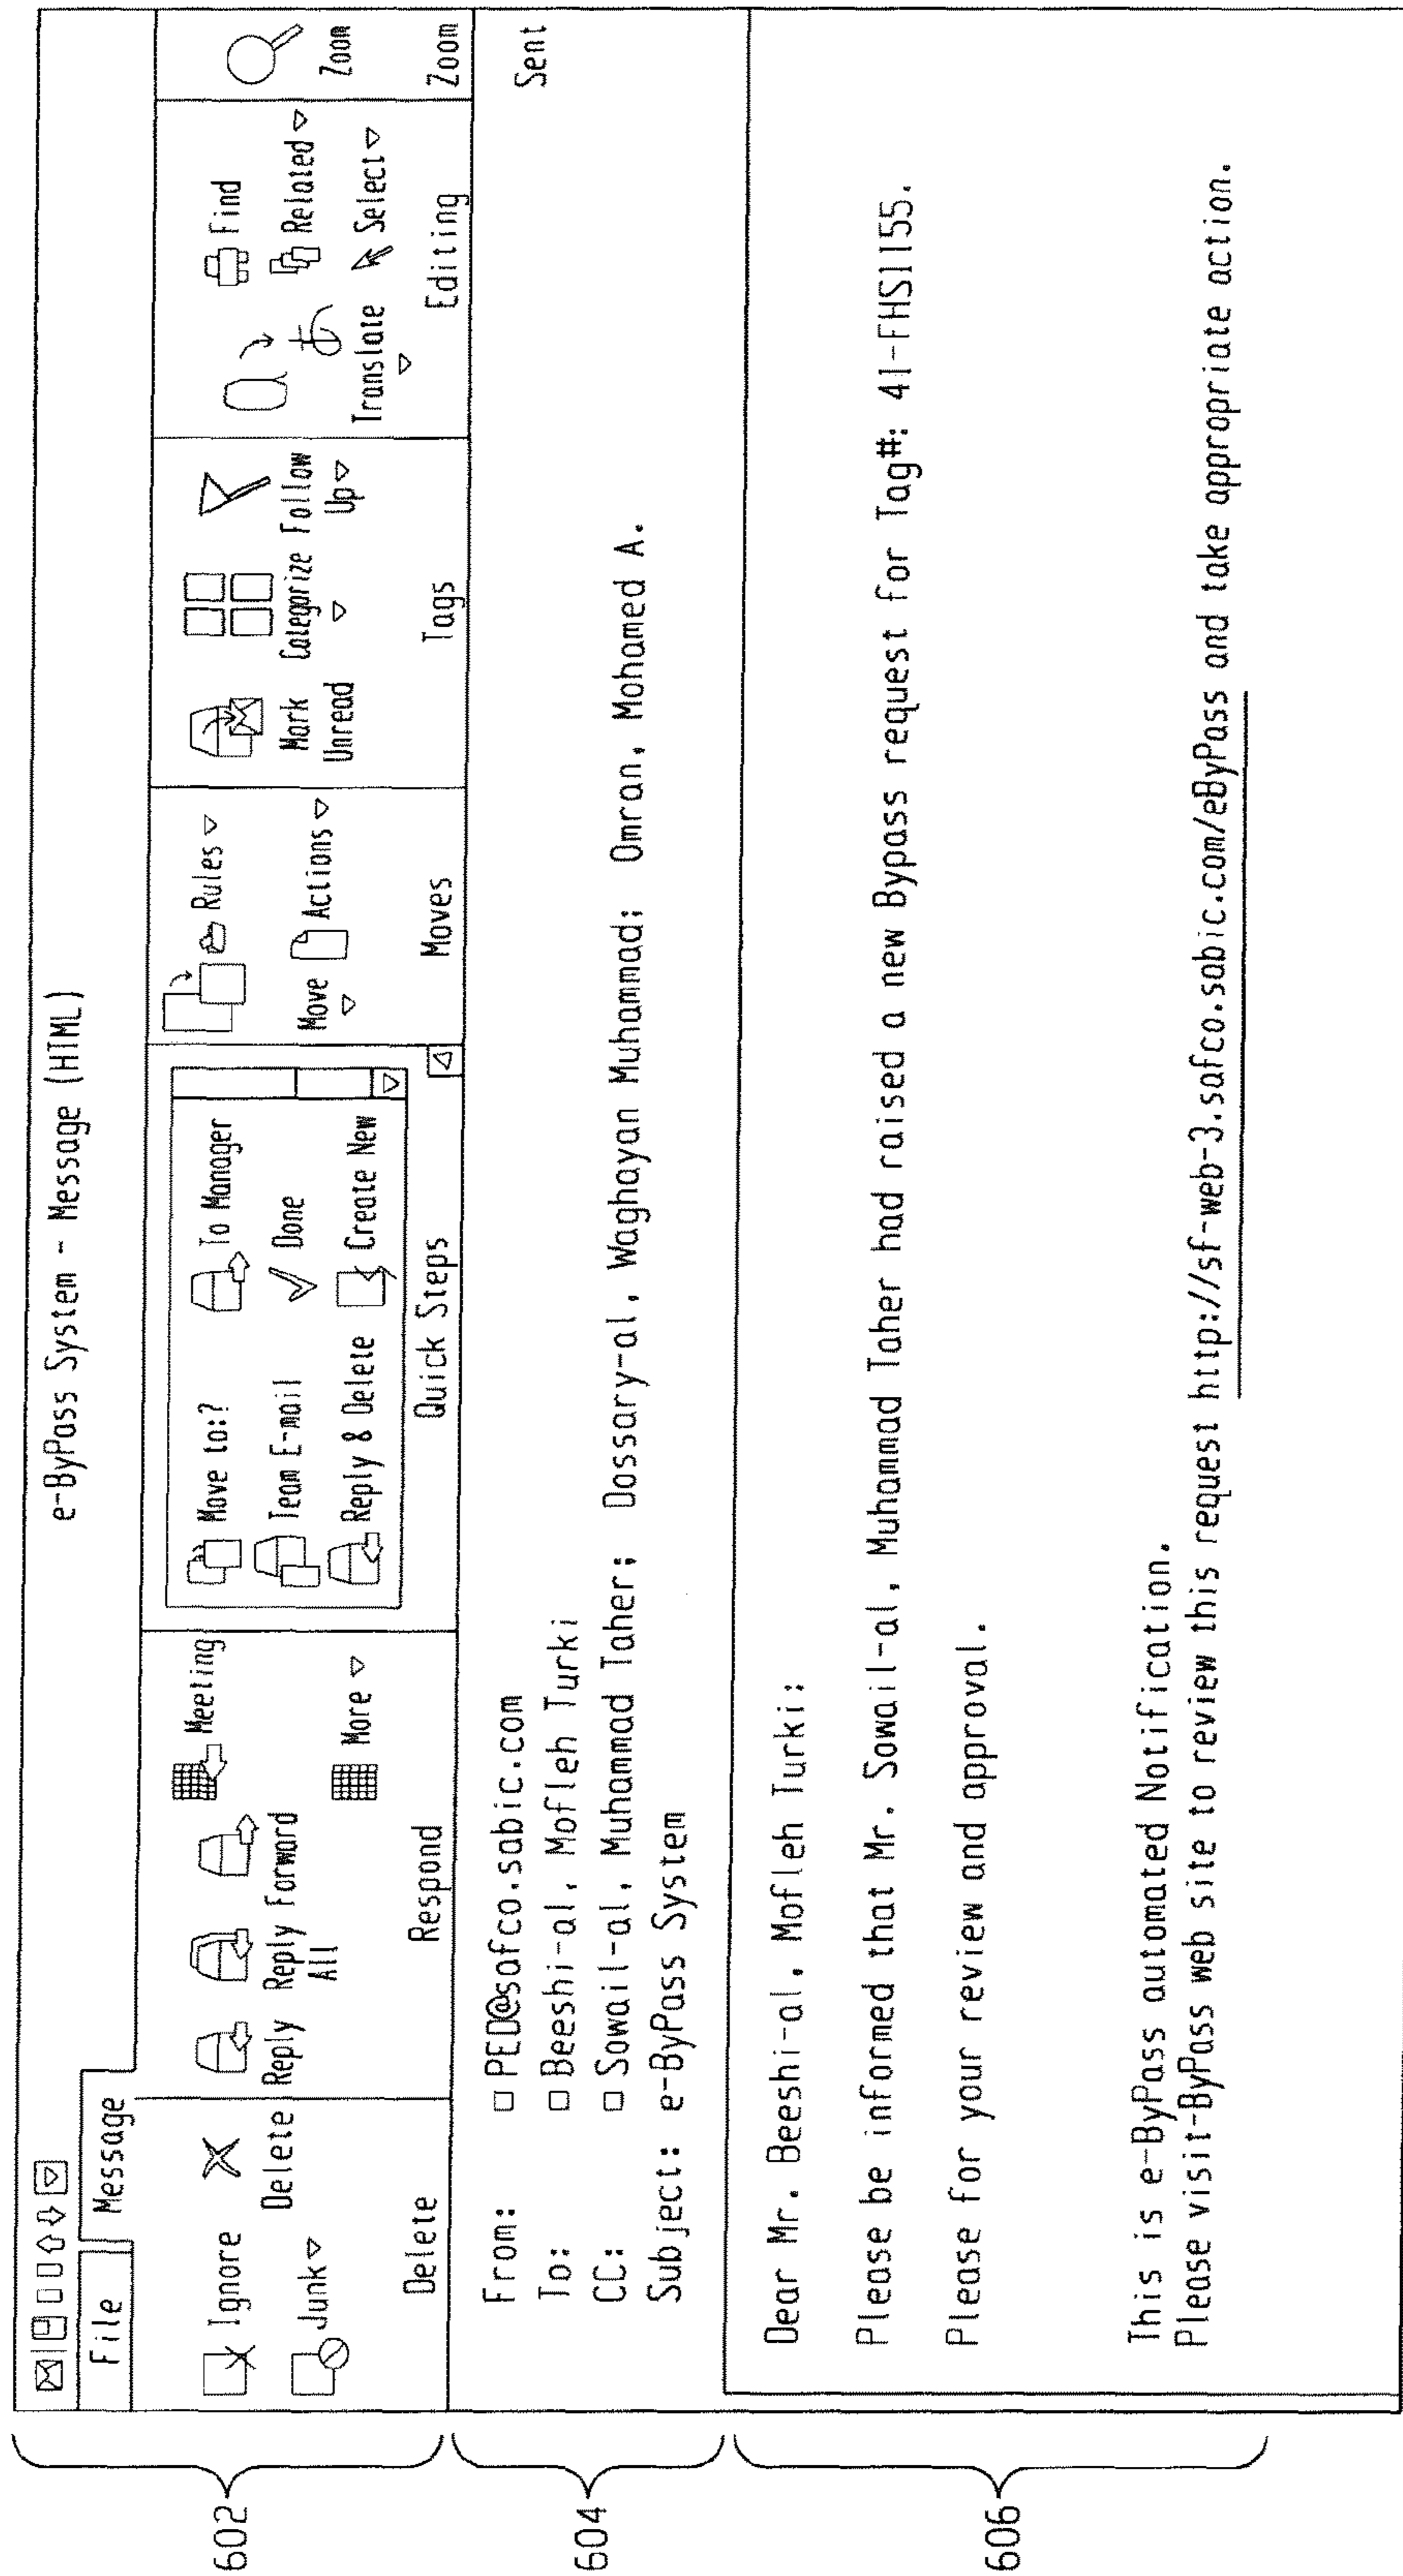 e-ByPass System - Message (HTML)
File Message
Ignore
Junk
Delete
Delete
Reply Reply Forward
All
Meeting
More
Respond
Move to:? To Manager
Team E-mail Done
Reply & Delete Create New
Quick Steps
Rules
Move Actions
Moves
Mark Categorize Follow
Unread Up
Tags
Find
Related
Translate Select
Editing
Zoom
Zoom
602
From: PED@safco.sabic.com Sent
To: Beeshi-al, Mofleh Turki
CC: Sowail-al, Muhammad Taher; Dossary-al, Waghayan Muhammad; Omran, Mohamed A.
Subject: e-ByPass System
604
Dear Mr. Beeshi-al, Mofleh Turki:
Please be informed that Mr. Sowail-al, Muhammad Taher had raised a new Bypass request for Tag#: 41-FHS1155.
Please for your review and approval.
This is e-ByPass automated Notification.
Please visit-ByPass web site to review this request http://sf-web-3.safco.sabic.com/eByPass and take appropriate action.
606